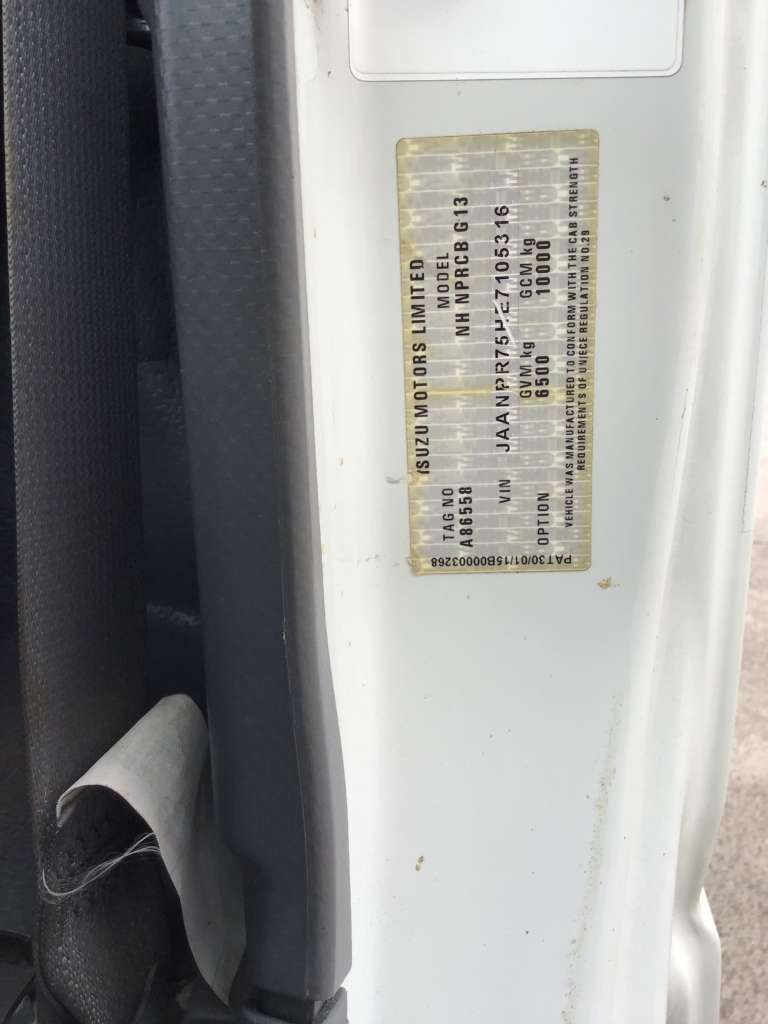 ISUZU MOTORS LIMITED
TAG NO MODEL
A86558 NH NPRCB G13
VIN JAANPR75HE7105316
GVM kg GCM kg
OPTION 6500 10000
VEHICLE WAS MANUFACTURED TO CONFORM WITH THE CAB STRENGTH
REQUIREMENTS OF UN/ECE REGULATION NO.29
PAT30/01/15B00003268